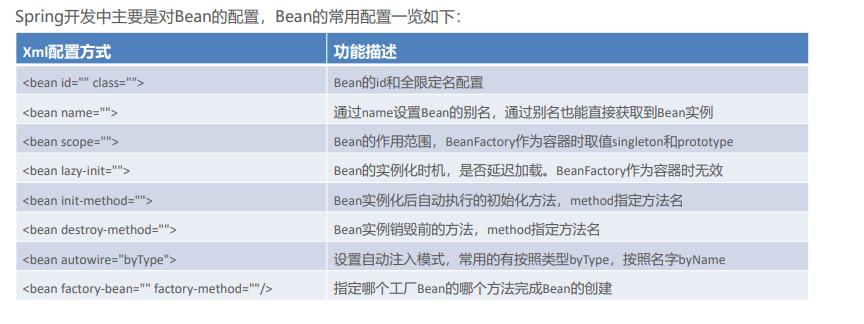 Spring开发中主要是对Bean的配置，Bean的常用配置一览如下：
Xml配置方式 功能描述
<bean id="" class=""> Bean的id和全限定名配置
<bean name=""> 通过name设置Bean的别名，通过别名也能直接获取到Bean实例
<bean scope=""> Bean的作用范围，BeanFactory作为容器时取值singleton和prototype
<bean lazy-init=""> Bean的实例化时机，是否延迟加载。BeanFactory作为容器时无效
<bean init-method=""> Bean实例化后自动执行的初始化方法，method指定方法名
<bean destroy-method=""> Bean实例销毁前的方法，method指定方法名
<bean autowire="byType"> 设置自动注入模式，常用的有按照类型byType，按照名字byName
<bean factory-bean="" factory-method=""/> 指定哪个工厂Bean的哪个方法完成Bean的创建